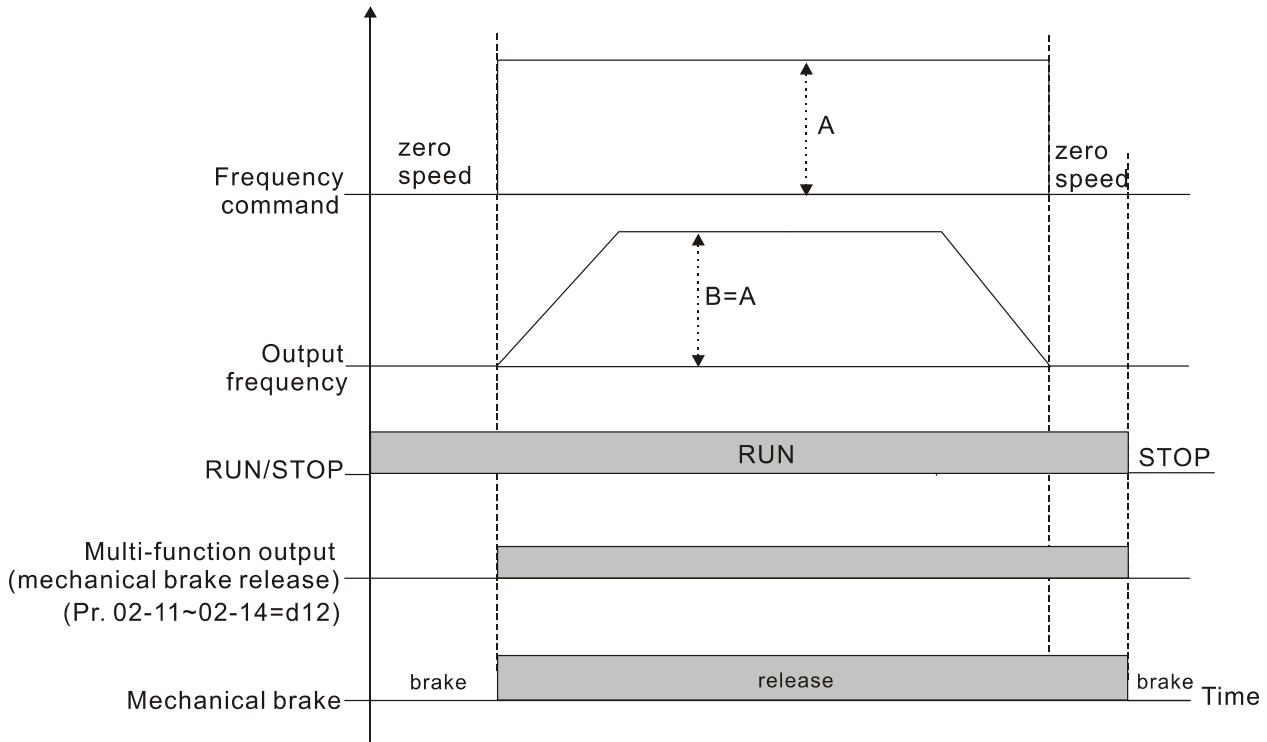 zero
speed
A
zero
speed
Frequency
command
B=A
Output
frequency
RUN
RUN/STOP
STOP
Multi-function output
(mechanical brake release)
(Pr. 02-11~02-14=d12)
brake
release
brake
Mechanical brake
Time